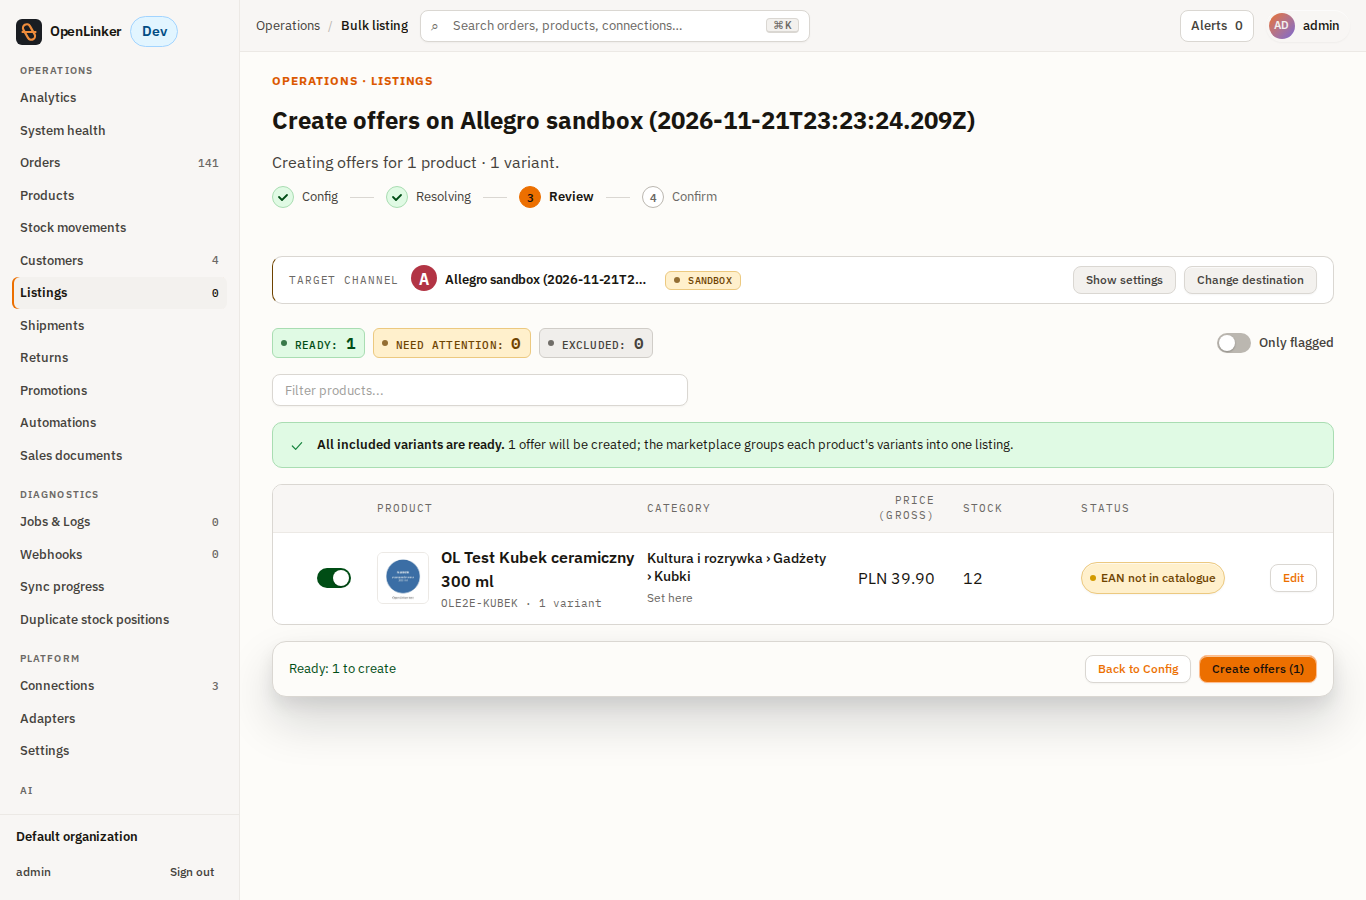 OpenLinker Dev
OPERATIONS
Analytics
System health
Orders 141
Products
Stock movements
Customers 4
Listings 0
Shipments
Returns
Promotions
Automations
Sales documents
DIAGNOSTICS
Jobs & Logs 0
Webhooks 0
Sync progress
Duplicate stock positions
PLATFORM
Connections 3
Adapters
Settings
AI
Default organization
admin Sign out
Operations / Bulk listing
Search orders, products, connections... ⌘K
Alerts 0
AD admin
OPERATIONS · LISTINGS
Create offers on Allegro sandbox (2026-11-21T23:23:24.209Z)
Creating offers for 1 product · 1 variant.
Config Resolving 3 Review 4 Confirm
TARGET CHANNEL A Allegro sandbox (2026-11-21T2... SANDBOX Show settings Change destination
READY: 1 NEED ATTENTION: 0 EXCLUDED: 0 Only flagged
Filter products...
All included variants are ready. 1 offer will be created; the marketplace groups each product's variants into one listing.
PRODUCT CATEGORY PRICE (GROSS) STOCK STATUS
OL Test Kubek ceramiczny
300 ml
OLE2E-KUBEK · 1 variant
Kultura i rozrywka › Gadżety
› Kubki
Set here
PLN 39.90 12 EAN not in catalogue Edit
Ready: 1 to create Back to Config Create offers (1)